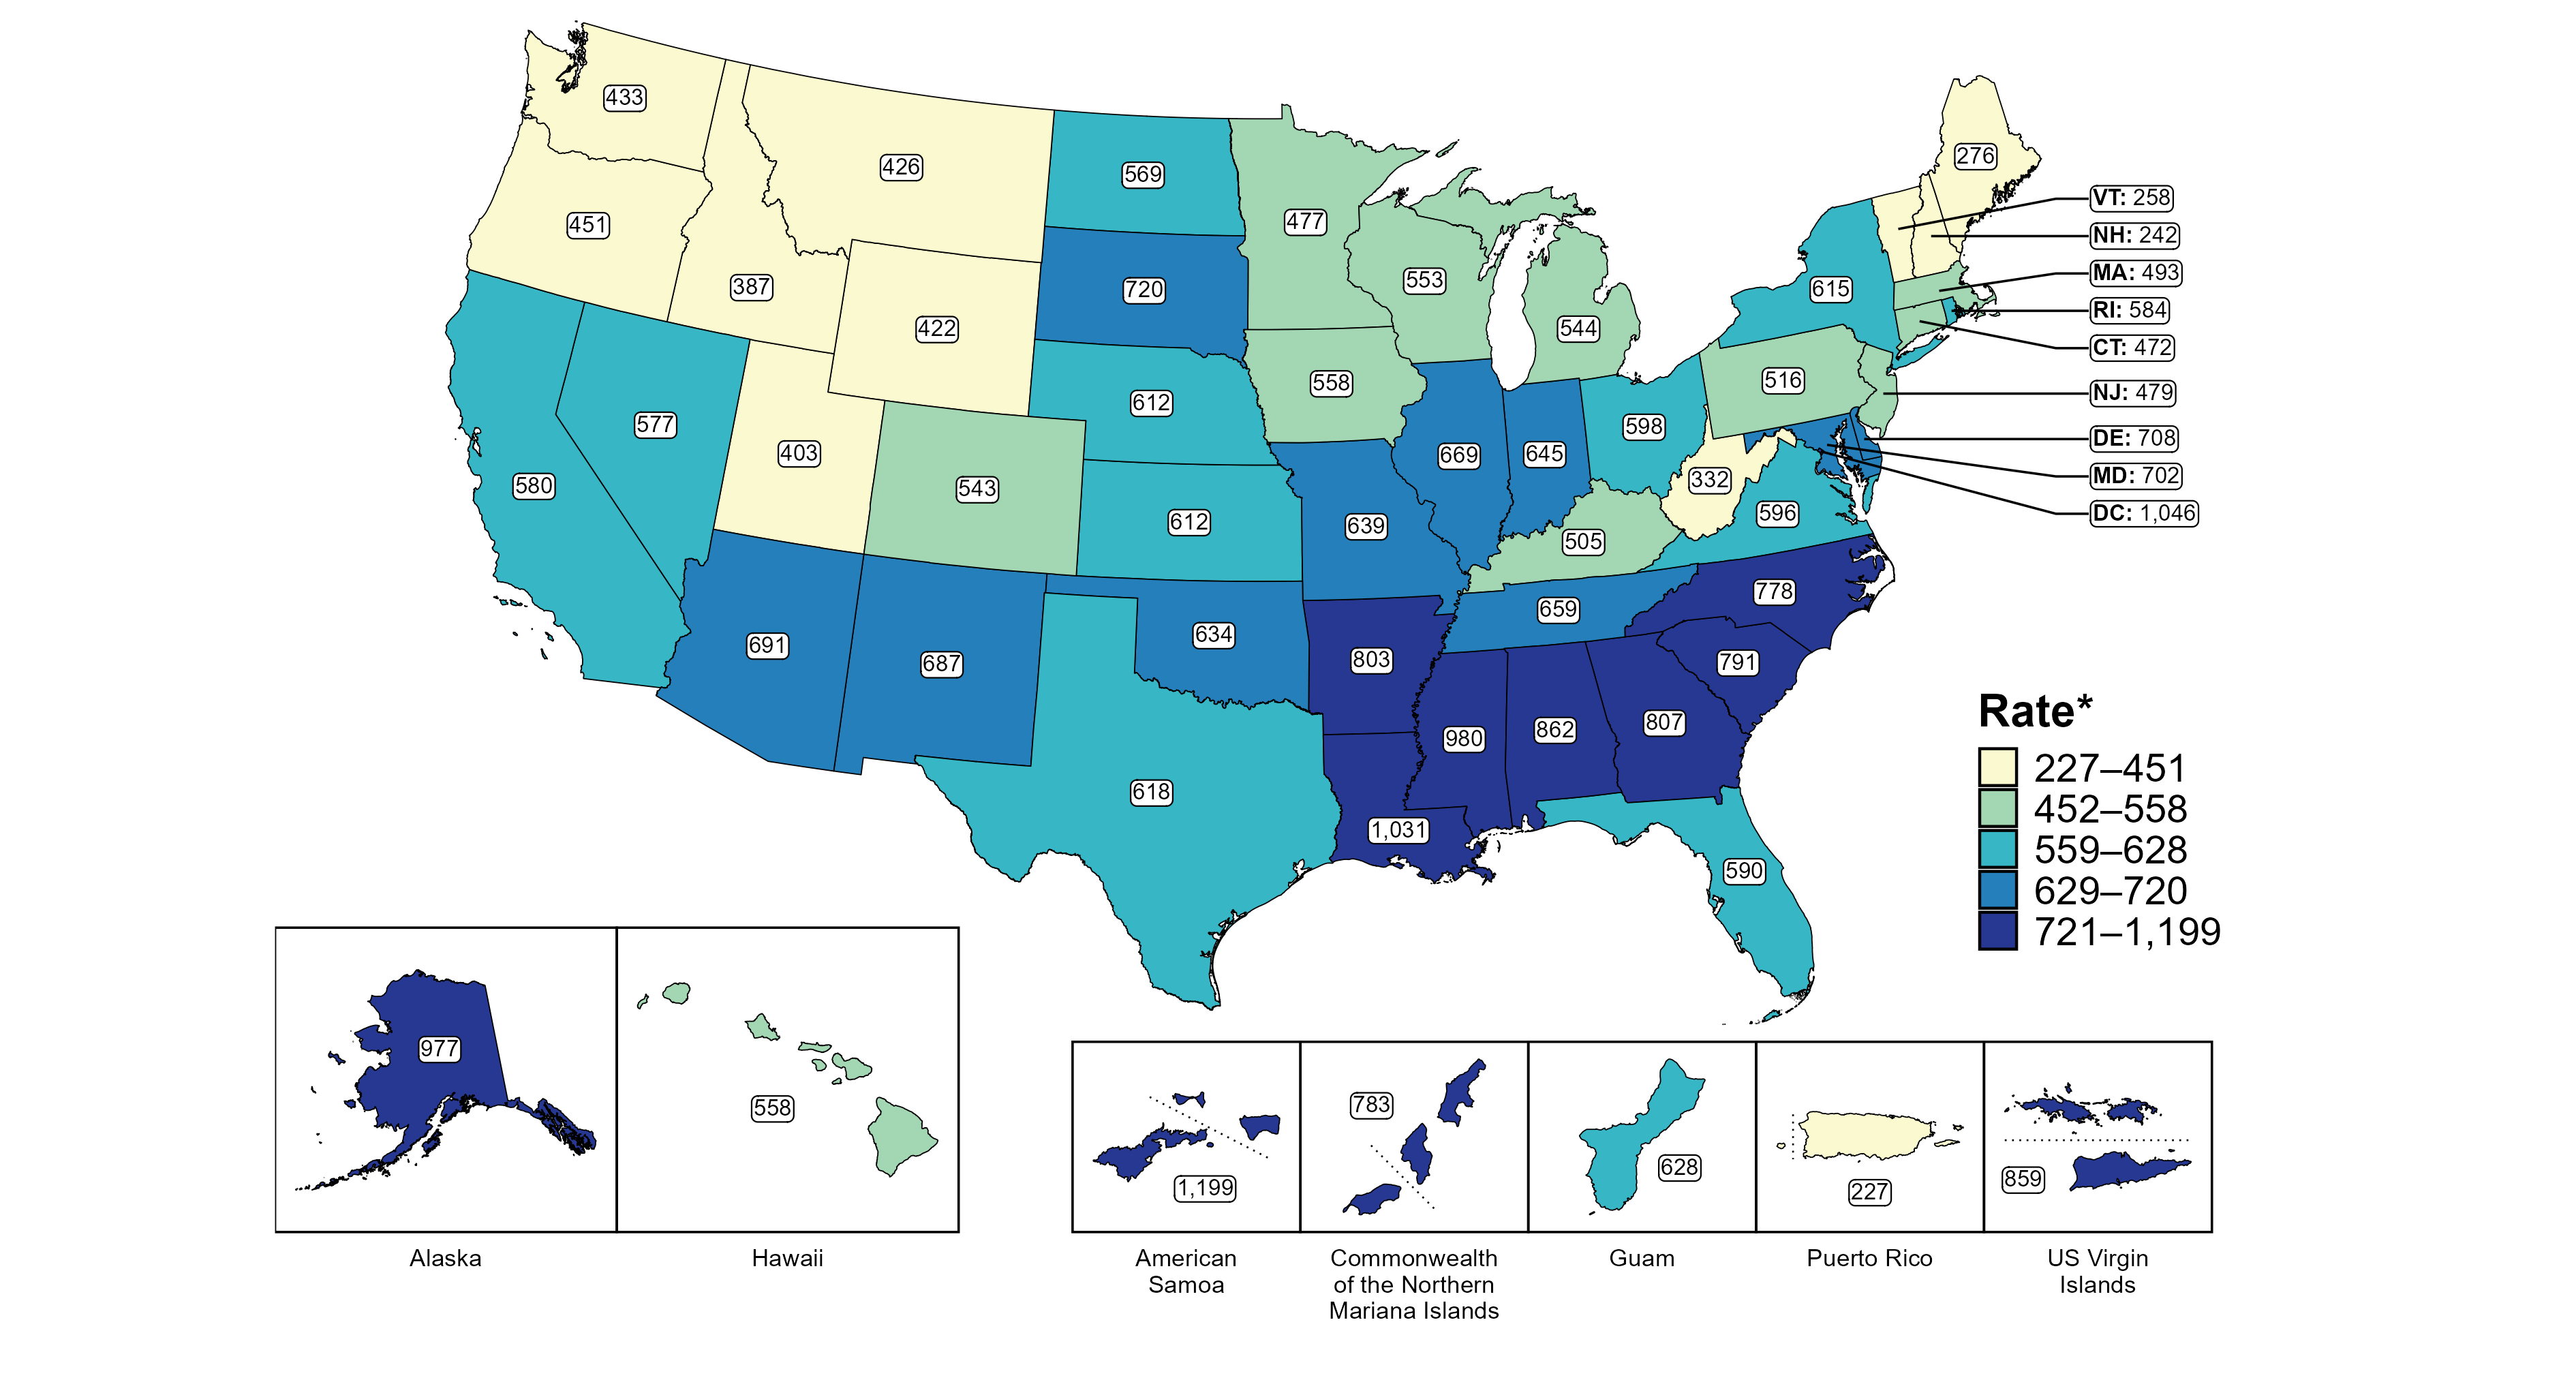 433
426
569
477
276
VT: 258
NH: 242
451
387
422
720
553
544
615
MA: 493
RI: 584
CT: 472
577
403
612
558
516
NJ: 479
580
543
612
669
645
598
332
596
DE: 708
MD: 702
DC: 1,046
639
505
691
687
634
803
659
778
791
618
980
862
807
1,031
590
Rate*
227–451
452–558
559–628
629–720
721–1,199
977
558
1,199
783
628
227
859
Alaska
Hawaii
American
Samoa
Commonwealth
of the Northern
Mariana Islands
Guam
Puerto Rico
US Virgin
Islands